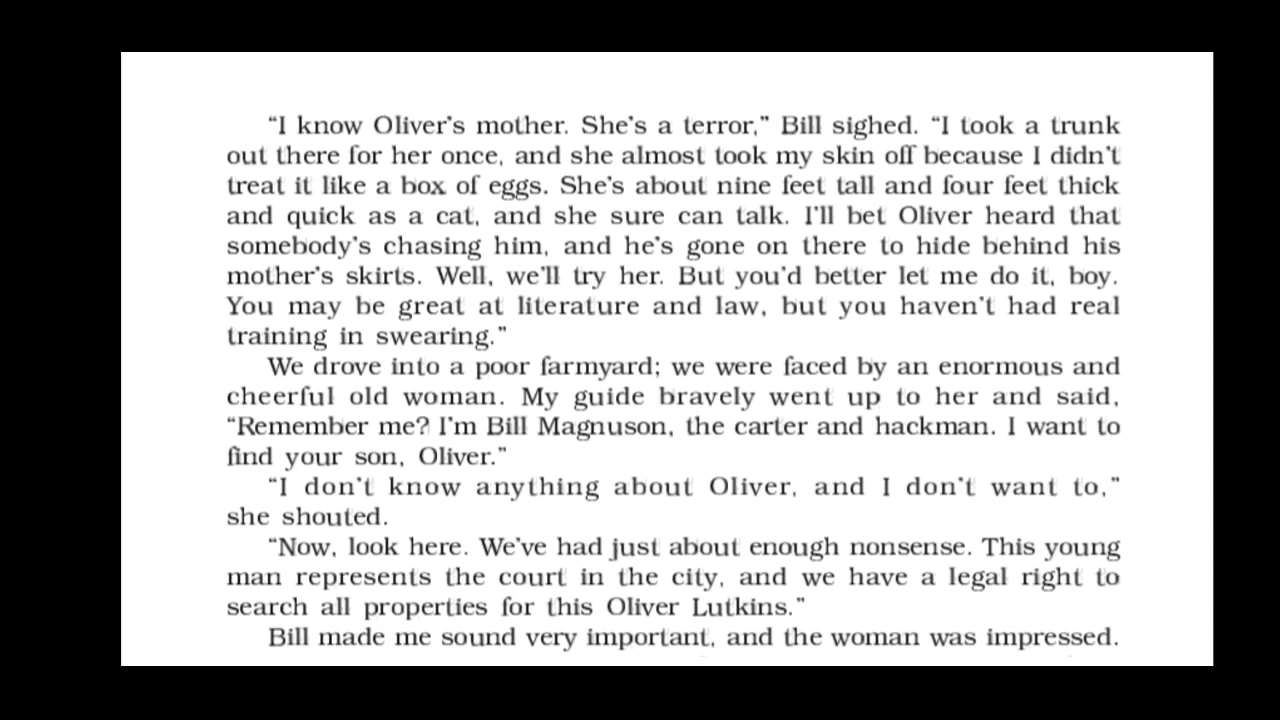 “I know Oliver’s mother. She’s a terror,” Bill sighed. “I took a trunk
out there for her once, and she almost took my skin off because I didn’t
treat it like a box of eggs. She’s about nine feet tall and four feet thick
and quick as a cat, and she sure can talk. I’ll bet Oliver heard that
somebody’s chasing him, and he’s gone on there to hide behind his
mother’s skirts. Well, we’ll try her. But you’d better let me do it, boy.
You may be great at literature and law, but you haven’t had real
training in swearing.”
We drove into a poor farmyard; we were faced by an enormous and
cheerful old woman. My guide bravely went up to her and said,
“Remember me? I’m Bill Magnuson, the carter and hackman. I want to
find your son, Oliver.”
“I don’t know anything about Oliver, and I don’t want to,”
she shouted.
“Now, look here. We’ve had just about enough nonsense. This young
man represents the court in the city, and we have a legal right to
search all properties for this Oliver Lutkins.”
Bill made me sound very important, and the woman was impressed.